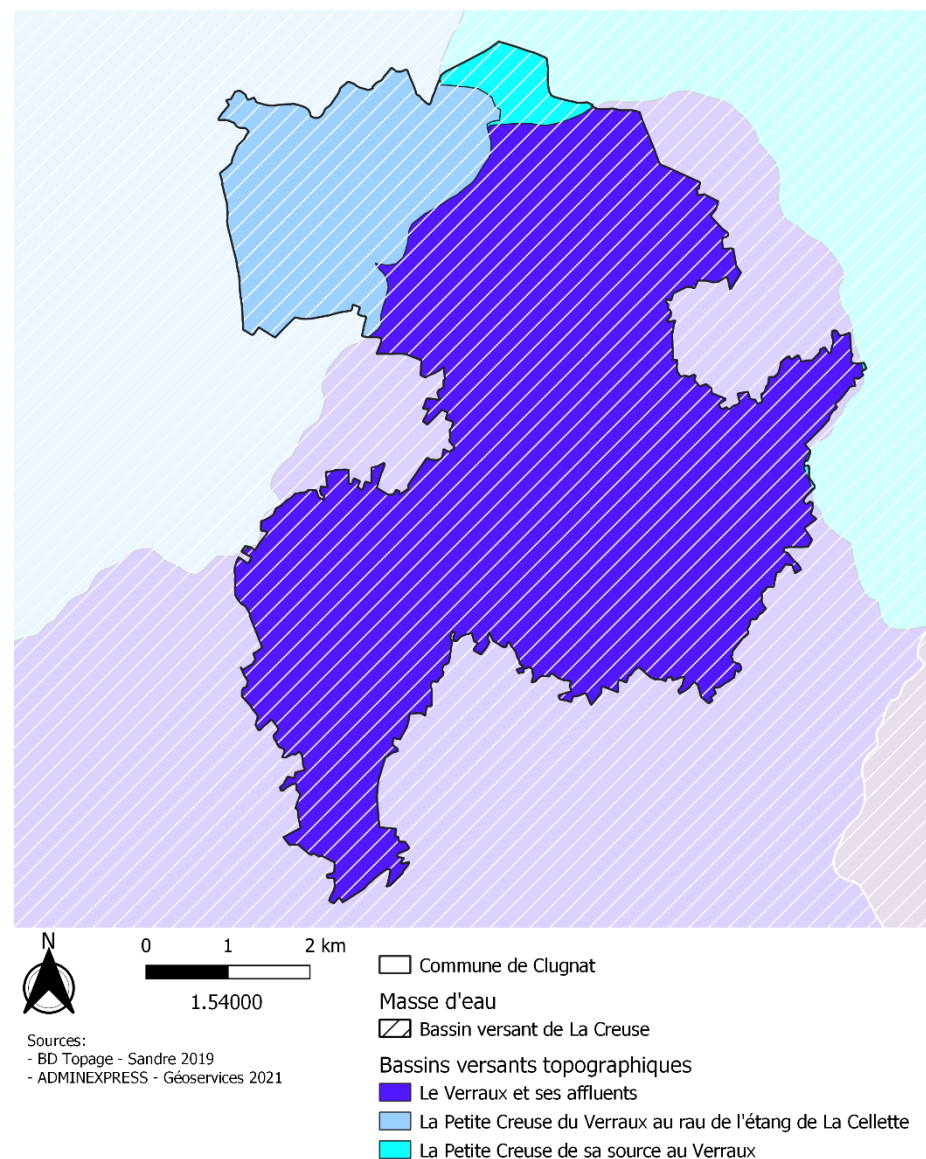 N
0 1 2 km
1.54000
Sources:
- BD Topage - Sandre 2019
- ADMINEXPRESS - Géoservices 2021
Commune de Clugnat
Masse d'eau
Bassin versant de La Creuse
Bassins versants topographiques
Le Verraux et ses affluents
La Petite Creuse du Verraux au rau de l'étang de La Cellette
La Petite Creuse de sa source au Verraux